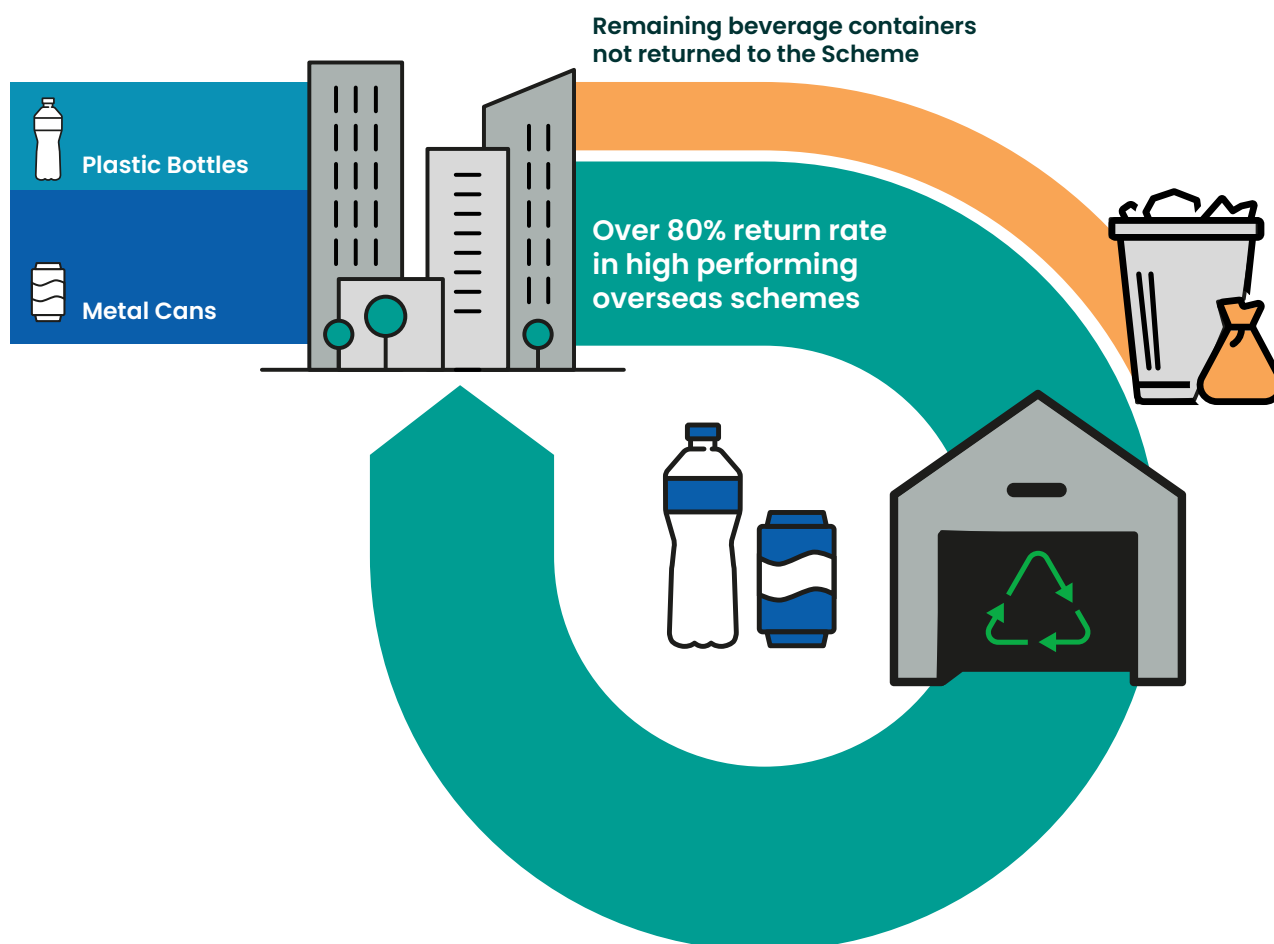 Remaining beverage containers
not returned to the Scheme
Plastic Bottles
Over 80% return rate
in high performing
overseas schemes
Metal Cans